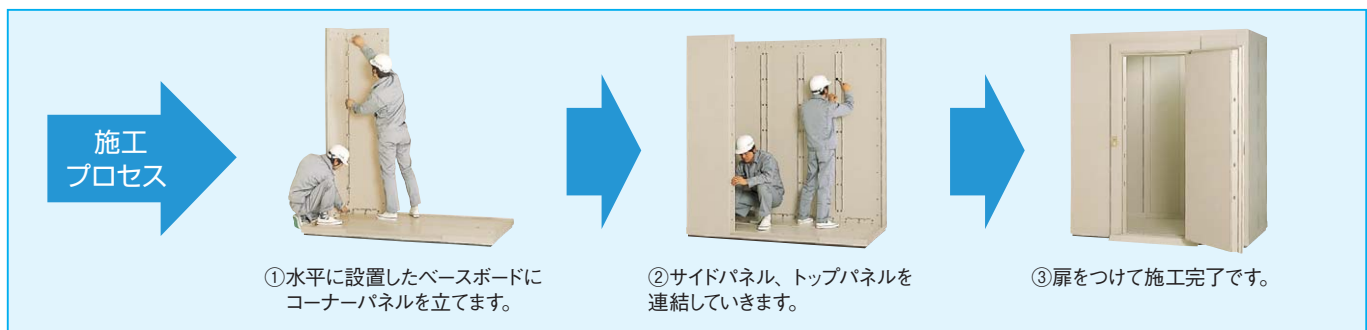 施工
プロセス
①水平に設置したベースボードに
コーナーパネルを立てます。
②サイドパネル、トップパネルを
連結していきます。
③扉をつけて施工完了です。